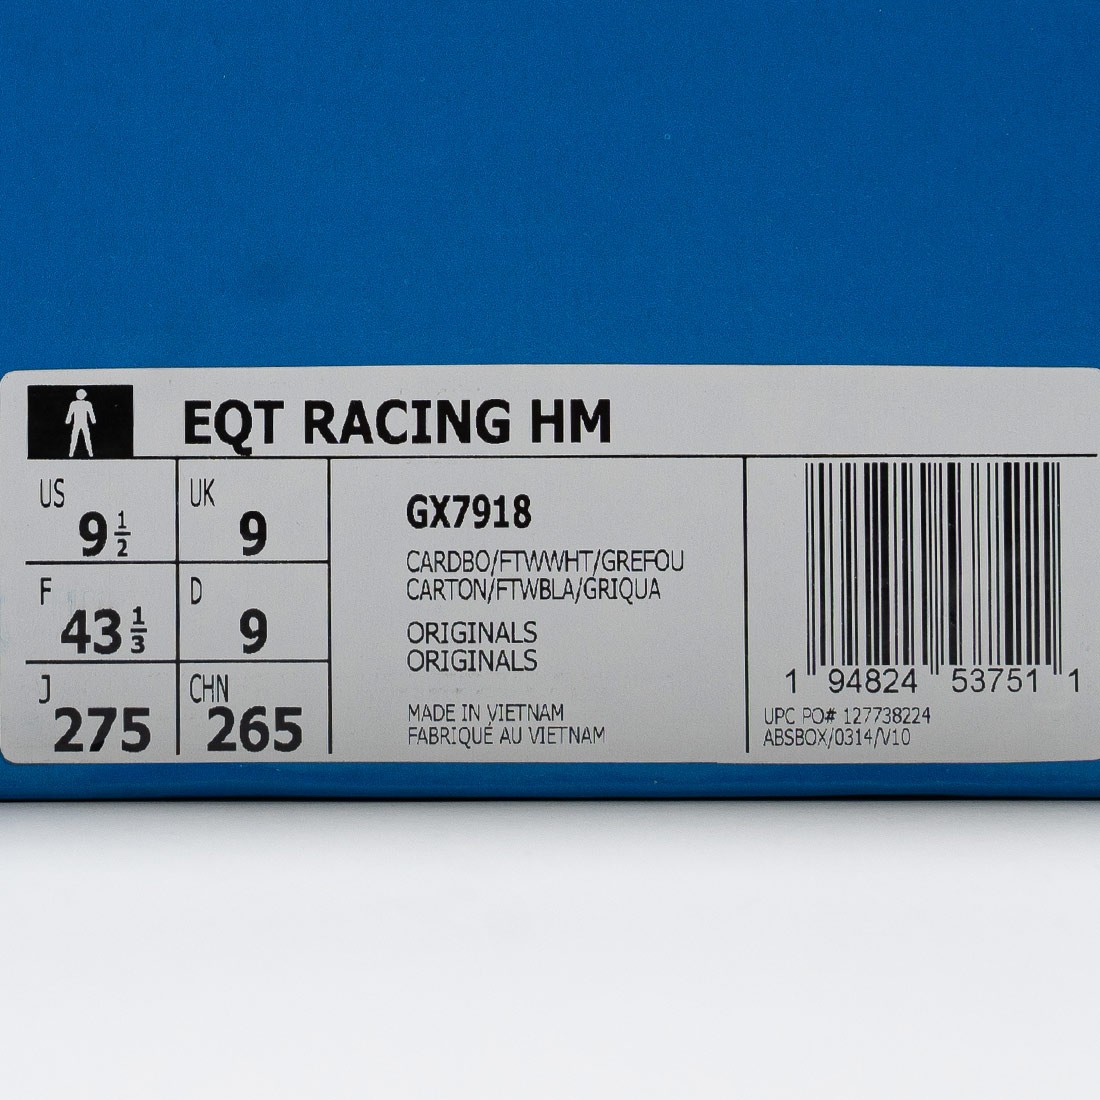 EQT RACING HM
US
9 1/2
UK
9
F
43 1/3
D
9
J
275
CHN
265
GX7918
CARDBO/FTWWHT/GREFOU
CARTON/FTWBLA/GRIQUA
ORIGINALS
ORIGINALS
MADE IN VIETNAM
FABRIQUÉ AU VIETNAM
1 94824 53751 1
UPC PO# 127738224
ABSBOX/0314/V10